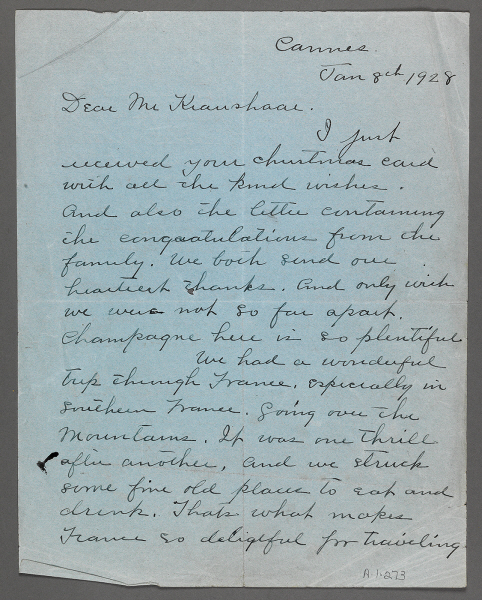 Cannes.
Jan 8th, 1928
Dear Mr Kraushaar.
I just
received your christmas card
with all the kind wishes.
And also the letter containing
the congratulations from the
family. We both send our
heartiest thanks. And only wish
we were not so far apart.
Champagne here is so plentiful
We had a wonderful
trip through France. especially in
Southern France. Going over the
Mountains. It was one thrill
after another, and we struck
some fine old places to eat and
drink. Thats what makes
France so deligeful for traveling
A.1.273